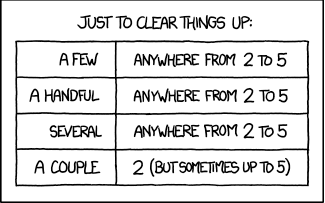 JUST TO CLEAR THINGS UP:
A FEW ANYWHERE FROM 2 TO 5
A HANDFUL ANYWHERE FROM 2 TO 5
SEVERAL ANYWHERE FROM 2 TO 5
A COUPLE 2 (BUT SOMETIMES UP TO 5)